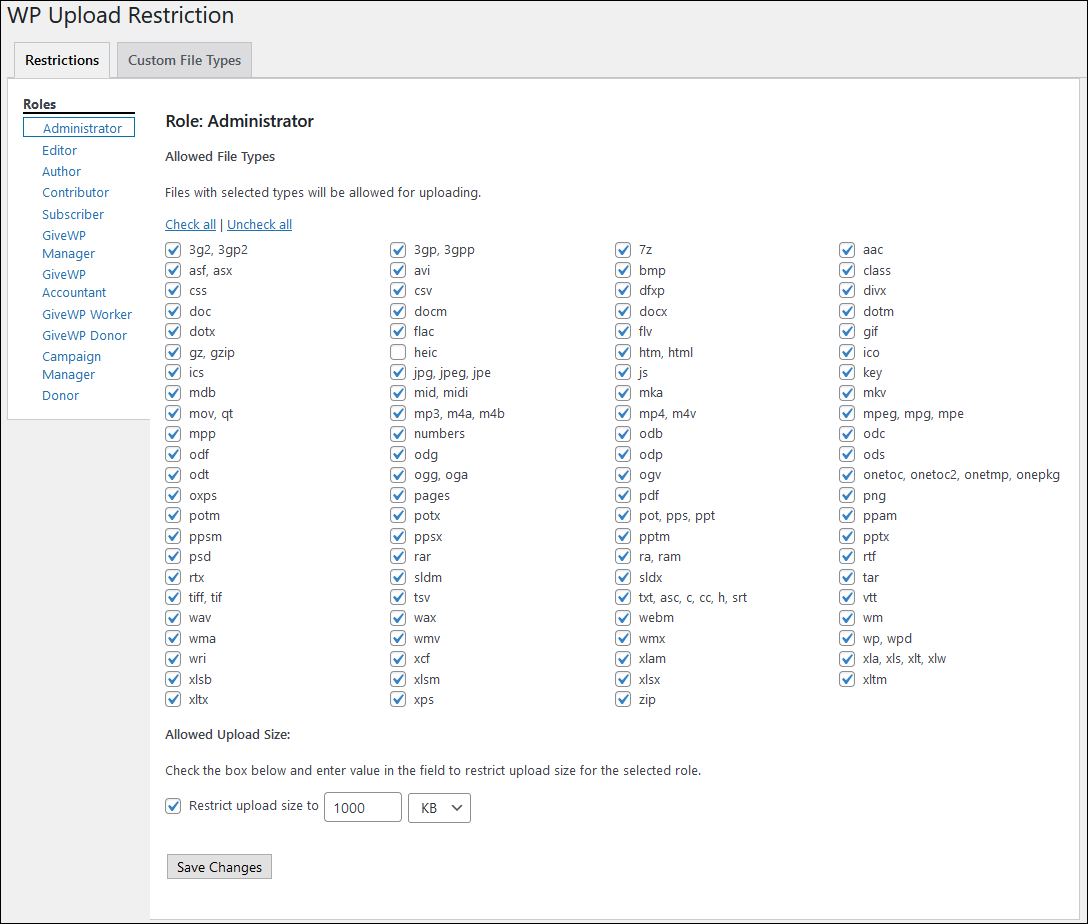 WP Upload Restriction
Restrictions
Custom File Types
Roles
Administrator
Editor
Author
Contributor
Subscriber
GiveWP
Manager
GiveWP
Accountant
GiveWP Worker
GiveWP Donor
Campaign
Manager
Donor
Role: Administrator
Allowed File Types
Files with selected types will be allowed for uploading.
Check all | Uncheck all
3g2, 3gp2 3gp, 3gpp 7z aac
asf, asx avi bmp class
css csv dfxp divx
doc docm docx dotm
dotx flac flv gif
gz, gzip heic htm, html ico
ics jpg, jpeg, jpe js key
mdb mid, midi mka mkv
mov, qt mp3, m4a, m4b mp4, m4v mpeg, mpg, mpe
mpp numbers odb odc
odf odg odp ods
odt ogg, oga ogv onetoc, onetoc2, onetmp, onepkg
oxps pages pdf png
potm potx pot, pps, ppt ppam
ppsm ppsx pptm pptx
psd rar ra, ram rtf
rtx sldm sldx tar
tiff, tif tsv txt, asc, c, cc, h, srt vtt
wav wax webm wm
wma wmv wmx wp, wpd
wri xcf xlam xla, xls, xlt, xlw
xlsb xlsm xlsx xltm
xltx xps zip
Allowed Upload Size:
Check the box below and enter value in the field to restrict upload size for the selected role.
Restrict upload size to 1000 KB
Save Changes